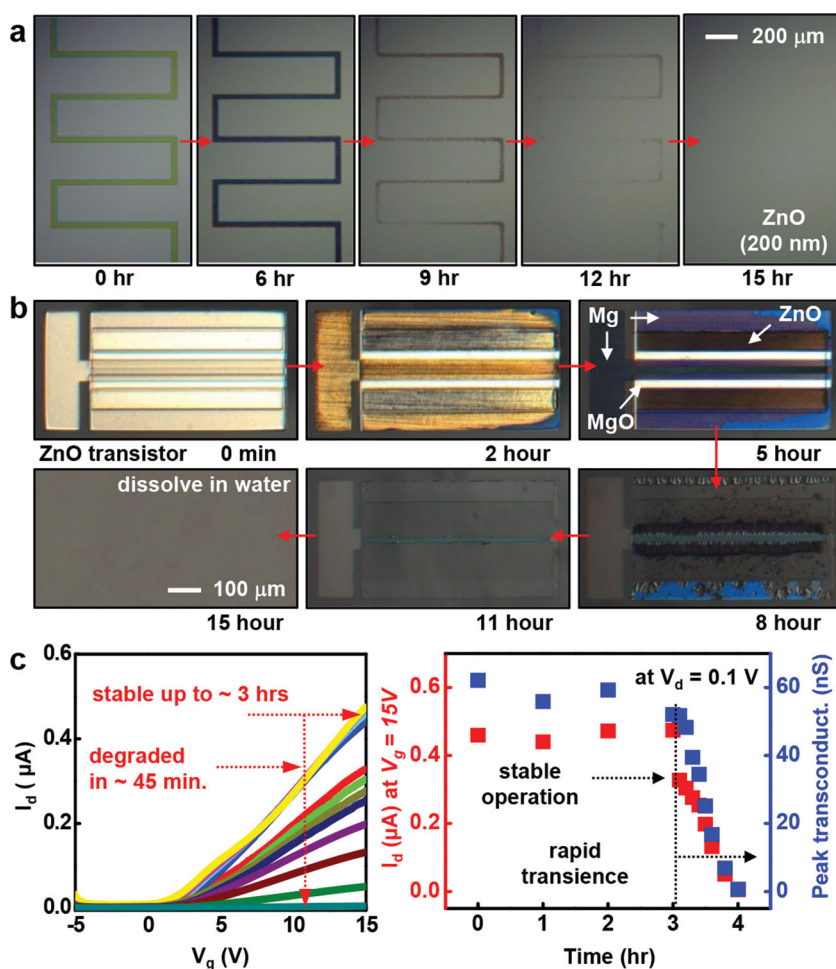 a
200 μm
ZnO
(200 nm)
0 hr
6 hr
9 hr
12 hr
15 hr
b
Mg
ZnO
MgO
ZnO transistor
0 min
2 hour
5 hour
dissolve in water
100 μm
15 hour
11 hour
8 hour
c
0.6
0.4
0.2
0.0
-5
0
5
10
15
I_d (μA)
V_g (V)
stable up to ~ 3 hrs
degraded
in ~ 45 min.
0.6
0.4
0.2
0.0
I_d (μA) at V_g = 15V
at V_d = 0.1 V
stable
operation
rapid
transience
0
1
2
3
4
Time (hr)
60
40
20
0
Peak transconduct. (nS)